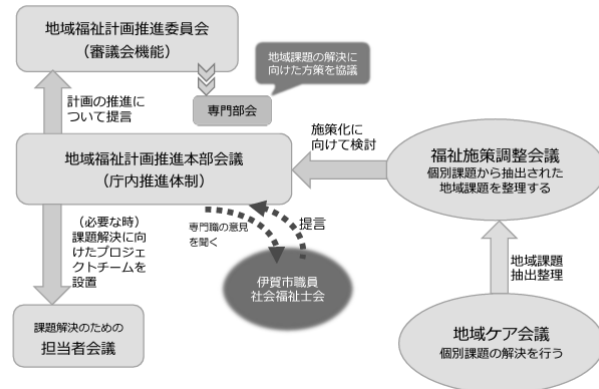 地域福祉計画推進委員会
（審議会機能）
地域課題の解決に
向けた方策を協議
専門部会
計画の推進に
ついて提言
地域福祉計画推進本部会議
（庁内推進体制）
施策化に
向けて検討
福祉施策調整会議
個別課題から抽出された
地域課題を整理する
（必要な時）
課題解決に向
けたプロジェ
クトチームを
設置
専門職の意見
を聞く
提言
伊賀市職員
社会福祉士会
地域課題
抽出整理
課題解決のための
担当者会議
地域ケア会議
個別課題の解決を行う